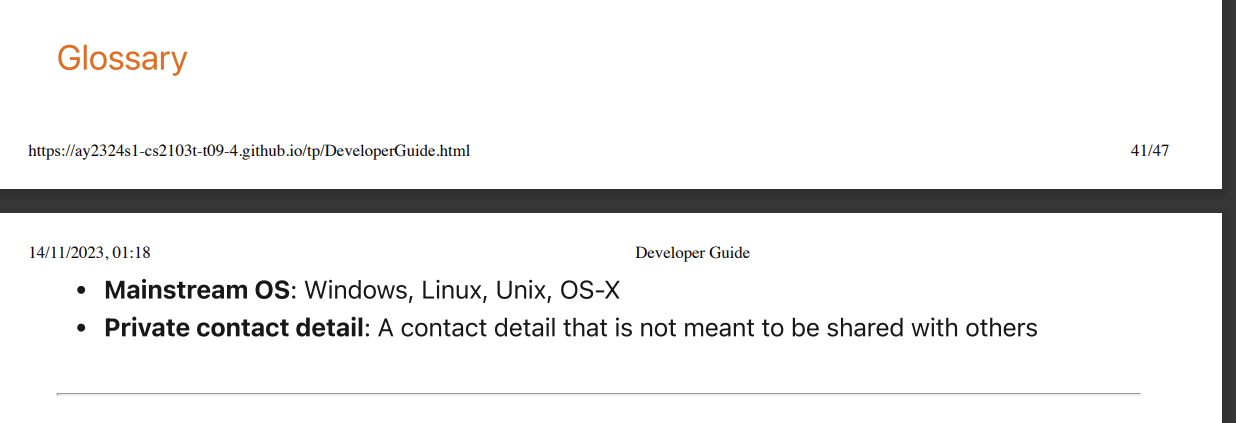 Glossary
https://ay2324s1-cs2103t-t09-4.github.io/tp/DeveloperGuide.html 41/47
14/11/2023, 01:18 Developer Guide
• Mainstream OS: Windows, Linux, Unix, OS-X
• Private contact detail: A contact detail that is not meant to be shared with others